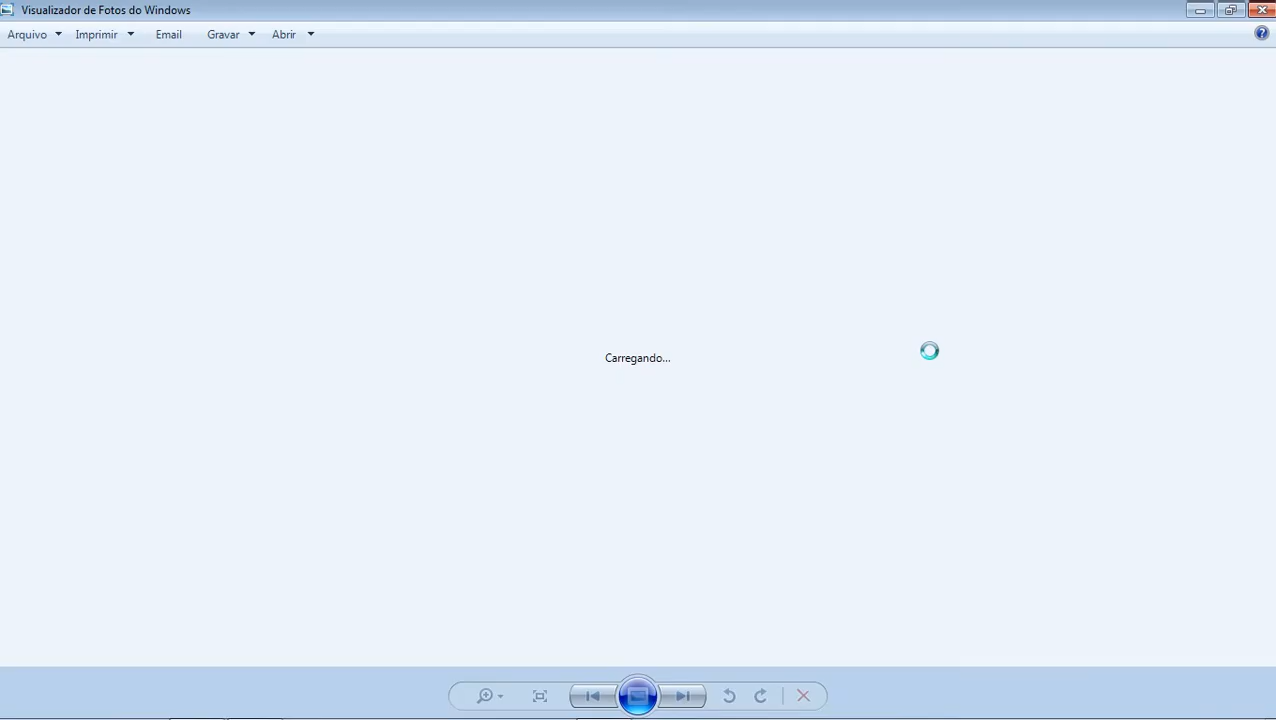 Visualizador de Fotos do Windows
Arquivo Imprimir Email Gravar Abrir ?
Carregando...